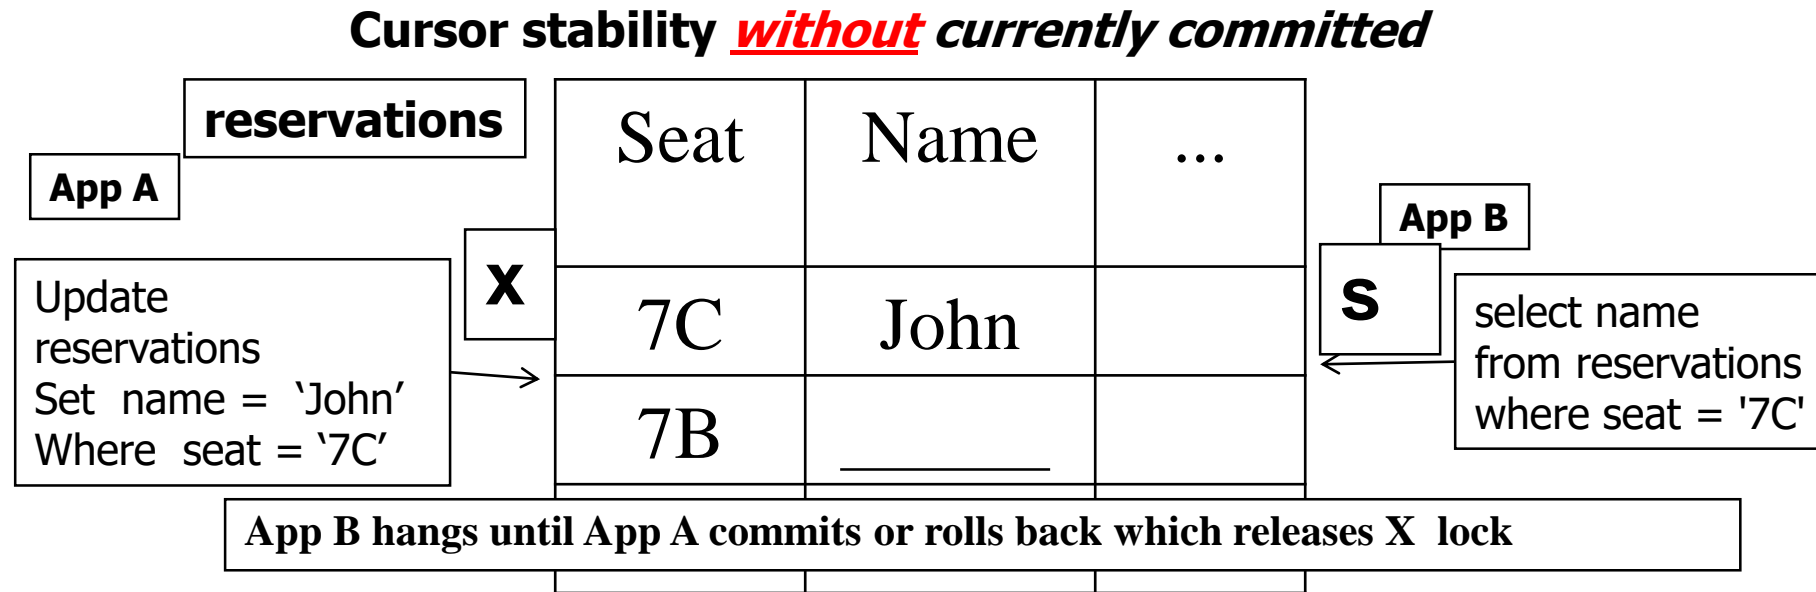 Cursor stability without currently committed
reservations
Seat Name ...
App A
App B
X
S
Update
reservations
Set name = ‘John’
Where seat = ‘7C’
7C John
7B ________
select name
from reservations
where seat = '7C'
App B hangs until App A commits or rolls back which releases X lock